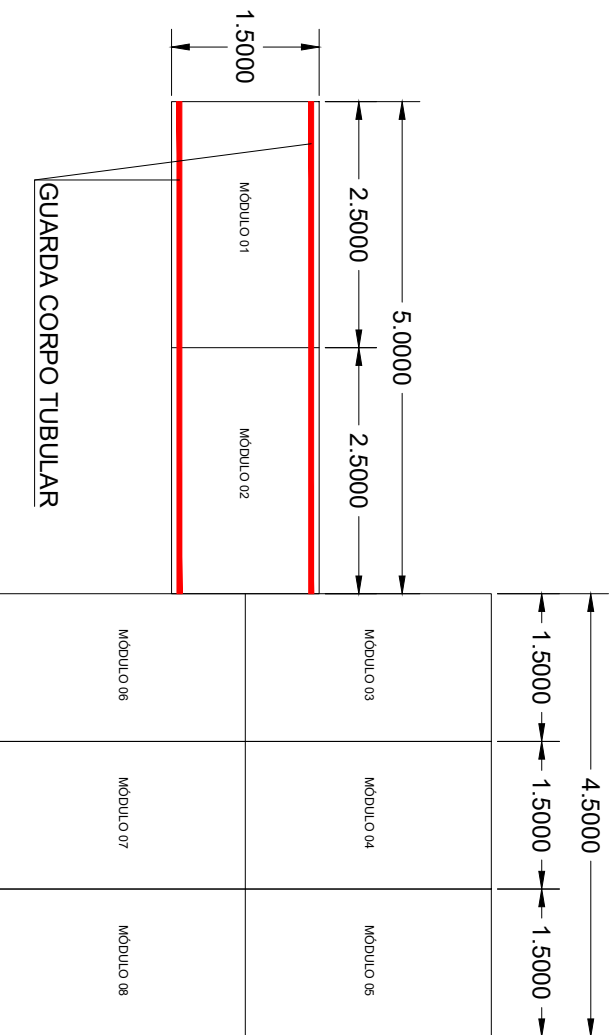 1.5000
5.0000
2.5000
2.5000
MÓDULO 01
MÓDULO 02
GUARDA CORPO TUBULAR
4.5000
1.5000
1.5000
1.5000
MÓDULO 03
MÓDULO 04
MÓDULO 05
MÓDULO 06
MÓDULO 07
MÓDULO 08